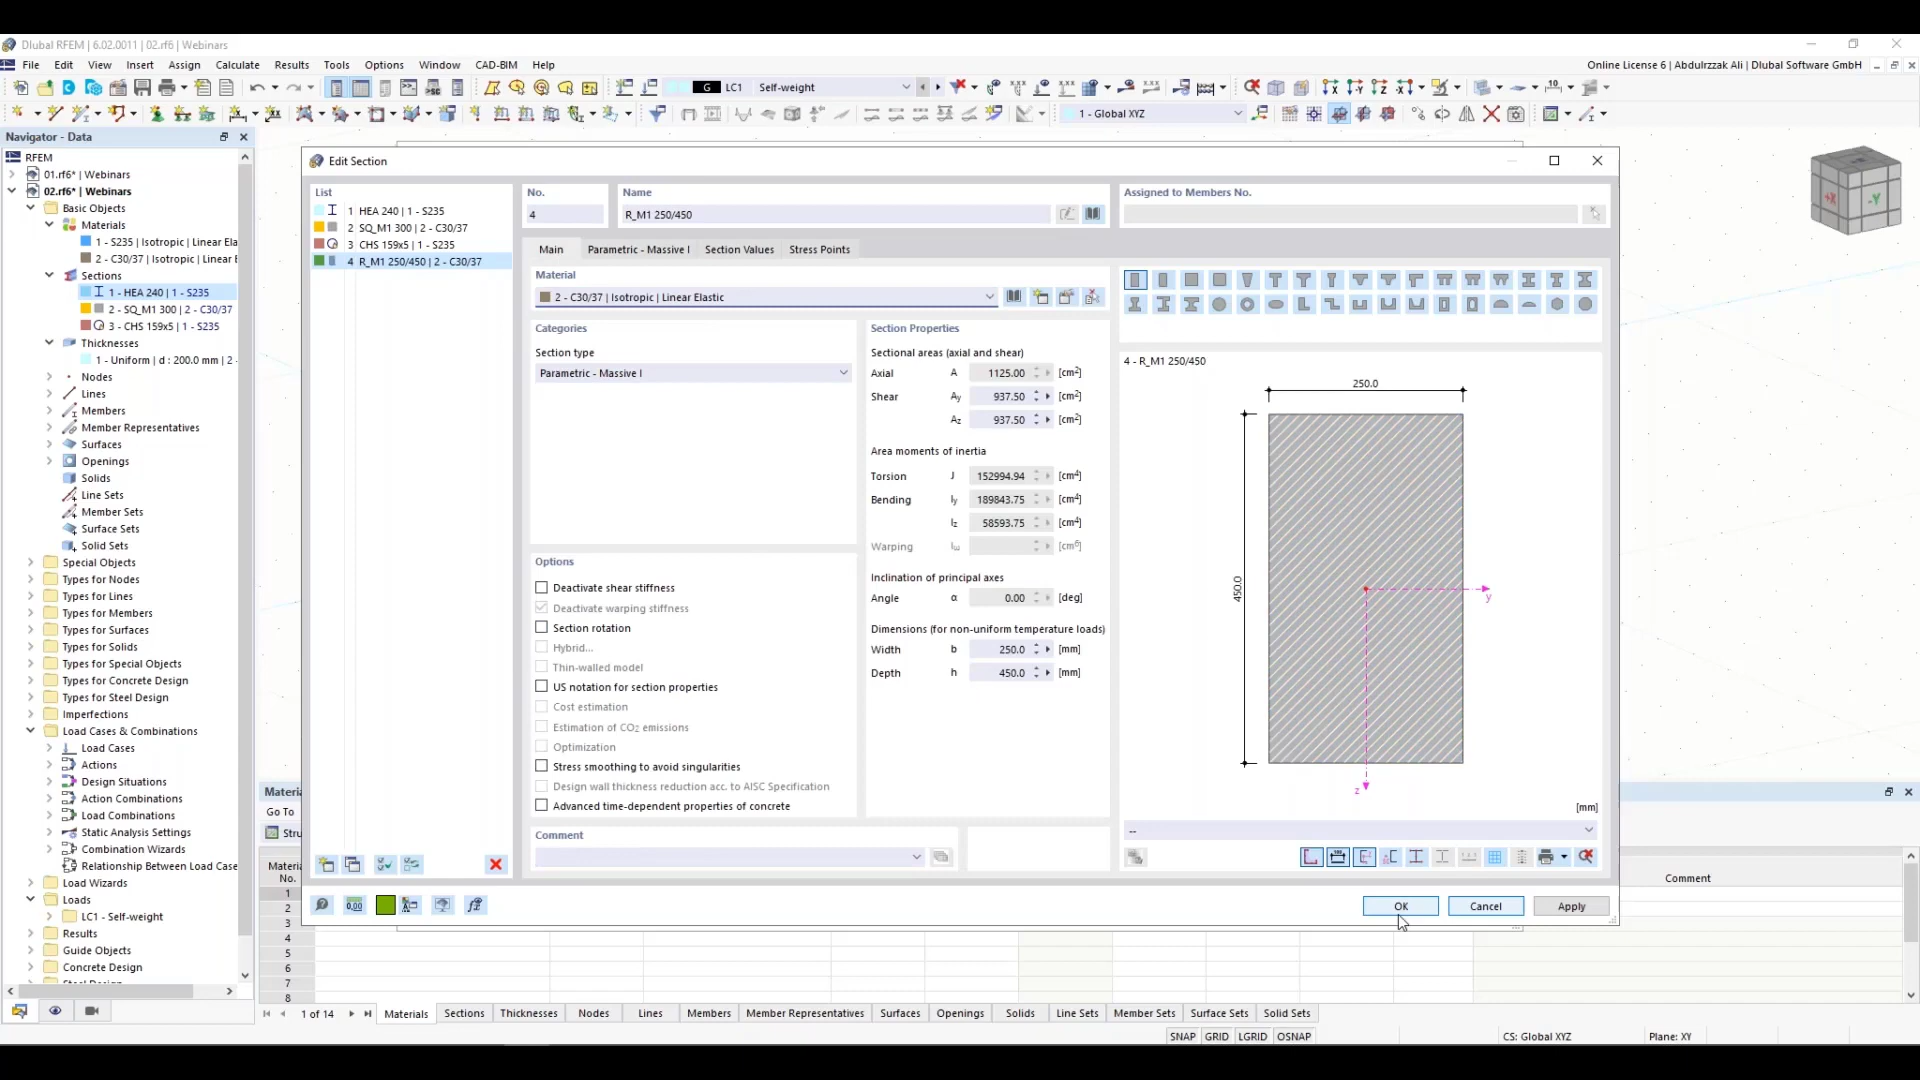 Dlubal RFEM | 6.02.0011 | 02.rf6 | Webinars
File Edit View Insert Assign Calculate Results Tools Options Window CAD-BIM Help
Online License 6 | Abdulrzzak Ali | Dlubal Software GmbH
G LC1 Self-weight
1 - Global XYZ
Navigator - Data
RFEM
01.rf6* | Webinars
02.rf6* | Webinars
Basic Objects
Materials
1 - S235 | Isotropic | Linear Ela
2 - C30/37 | Isotropic | Linear E
Sections
1 - HEA 240 | 1 - S235
2 - SQ_M1 300 | 2 - C30/37
3 - CHS 159x5 | 1 - S235
Thicknesses
1 - Uniform | d : 200.0 mm | 2 -
Nodes
Lines
Members
Member Representatives
Surfaces
Openings
Solids
Line Sets
Member Sets
Surface Sets
Solid Sets
Special Objects
Types for Nodes
Types for Lines
Types for Members
Types for Surfaces
Types for Solids
Types for Special Objects
Types for Concrete Design
Types for Steel Design
Imperfections
Load Cases & Combinations
Load Cases
Actions
Design Situations
Action Combinations
Load Combinations
Static Analysis Settings
Combination Wizards
Relationship Between Load Case
Load Wizards
Loads
LC1 - Self-weight
Results
Guide Objects
Concrete Design
Edit Section
List
1 HEA 240 | 1 - S235
2 SQ_M1 300 | 2 - C30/37
3 CHS 159x5 | 1 - S235
4 R_M1 250/450 | 2 - C30/37
No.
4
Name
R_M1 250/450
Assigned to Members No.
Main Parametric - Massive I Section Values Stress Points
Material
2 - C30/37 | Isotropic | Linear Elastic
Categories
Section type
Parametric - Massive I
Options
Deactivate shear stiffness
Deactivate warping stiffness
Section rotation
Hybrid...
Thin-walled model
US notation for section properties
Cost estimation
Estimation of CO2 emissions
Optimization
Stress smoothing to avoid singularities
Design wall thickness reduction acc. to AISC Specification
Advanced time-dependent properties of concrete
Comment
Section Properties
Sectional areas (axial and shear)
Axial A 1125.00 [cm2]
Shear Ay 937.50 [cm2]
Az 937.50 [cm2]
Area moments of inertia
Torsion J 152994.94 [cm4]
Bending Iy 189843.75 [cm4]
Iz 58593.75 [cm4]
Warping Iω [cm6]
Inclination of principal axes
Angle α 0.00 [deg]
Dimensions (for non-uniform temperature loads)
Width b 250.0 [mm]
Depth h 450.0 [mm]
4 - R_M1 250/450
250.0
450.0
y
z
[mm]
--
OK Cancel Apply
Materia
Go To
Stru
Materia
No.
Comment
1
2
3
4
5
6
7
8
1 of 14 Materials Sections Thicknesses Nodes Lines Members Member Representatives Surfaces Openings Solids Line Sets Member Sets Surface Sets Solid Sets
SNAP GRID LGRID OSNAP CS: Global XYZ Plane: XY